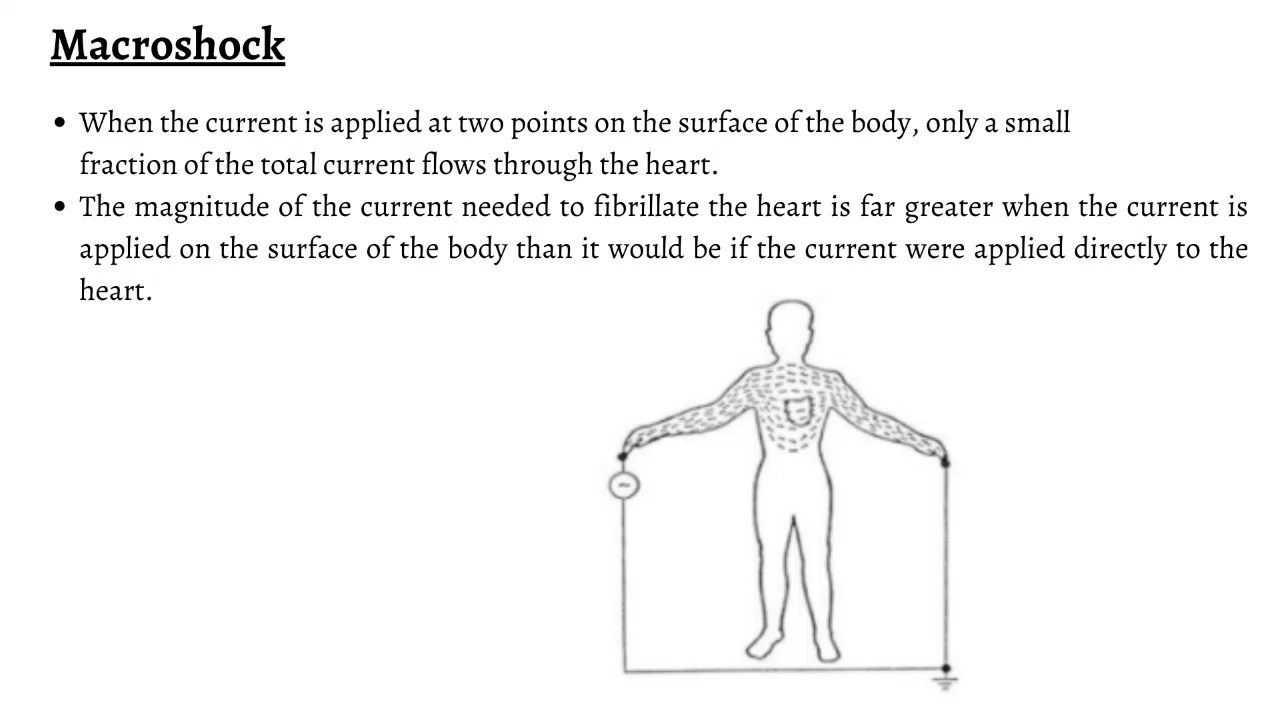 Macroshock
• When the current is applied at two points on the surface of the body, only a small
fraction of the total current flows through the heart.
• The magnitude of the current needed to fibrillate the heart is far greater when the current is
applied on the surface of the body than it would be if the current were applied directly to the
heart.
~